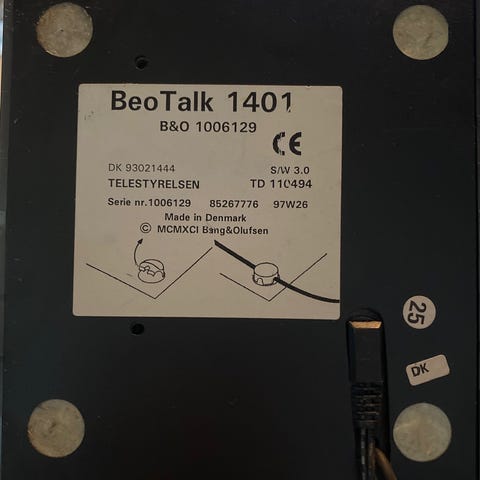 BeoTalk 1401
B&O 1006129
CE
DK 93021444 S/W 3.0
TELESTYRELSEN TD 110494
Serie nr.1006129 85267776 97W26
Made in Denmark
© MCMXCI Bang&Olufsen
25
DK